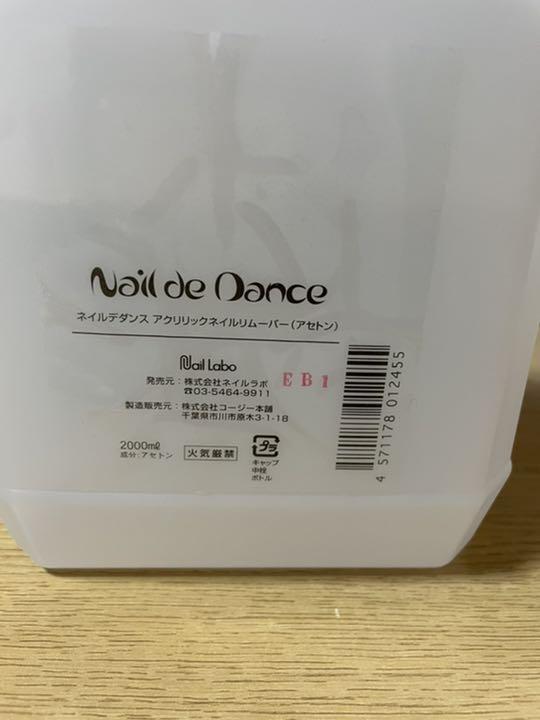 Nail de Dance
ネイルデダンス アクリリックネイルリムーバー(アセトン)
Nail Labo
発売元：株式会社ネイルラボ
☎03-5464-9911
EB1
製造販売元：株式会社コージー本舗
千葉県市川市原木3-1-18
2000mℓ
成分：アセトン
火気厳禁
プラ
キャップ
中栓
ボトル
4 571178 012455